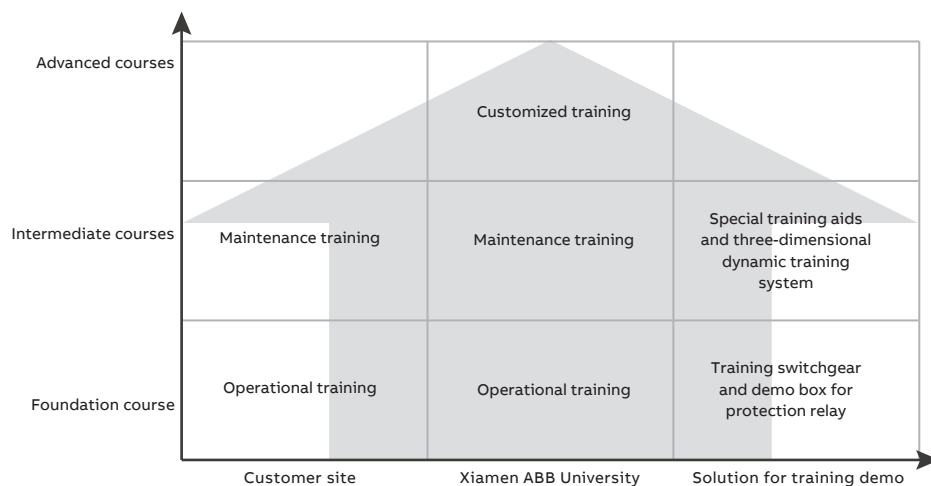 Advanced courses
Customized training
Intermediate courses
Maintenance training
Maintenance training
Special training aids
and three-dimensional
dynamic training
system
Foundation course
Operational training
Operational training
Training switchgear
and demo box for
protection relay
Customer site
Xiamen ABB University
Solution for training demo